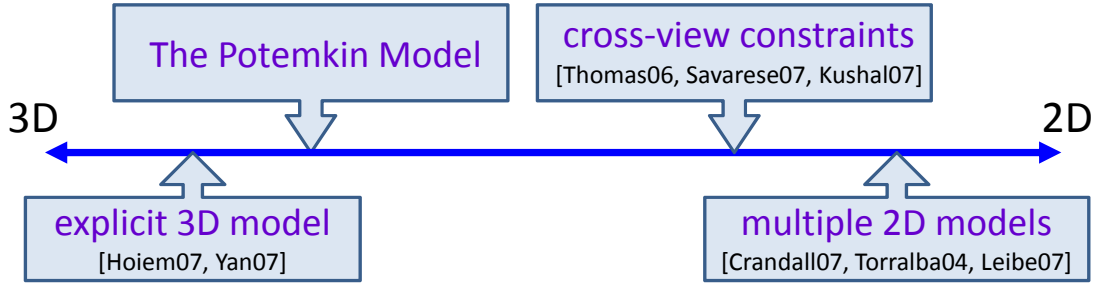 The Potemkin Model
cross-view constraints
[Thomas06, Savarese07, Kushal07]
3D
2D
explicit 3D model
[Hoiem07, Yan07]
multiple 2D models
[Crandall07, Torralba04, Leibe07]